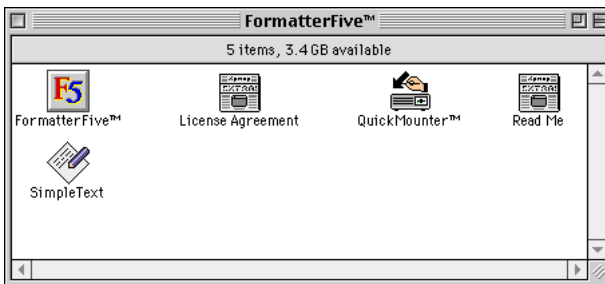 FormatterFive™
5 items, 3.4 GB available
F5
FormatterFive™
License Agreement
QuickMounter™
Read Me
SimpleText